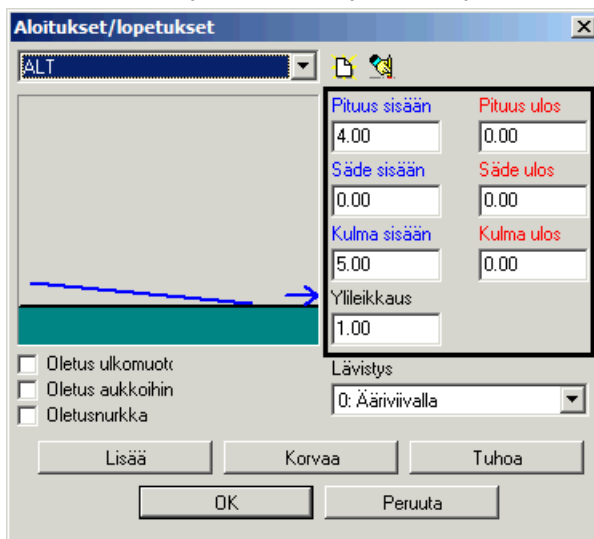 Aloitukset/lopetukset
ALT
Pituus sisään Pituus ulos
4.00 0.00
Säde sisään Säde ulos
0.00 0.00
Kulma sisään Kulma ulos
5.00 0.00
Ylileikkaus
1.00
Oletus ulkomuoto
Oletus aukkoihin
Oletusnurkka
Lävistys
0: Ääriviivalla
Lisää Korvaa Tuhoa
OK Peruuta